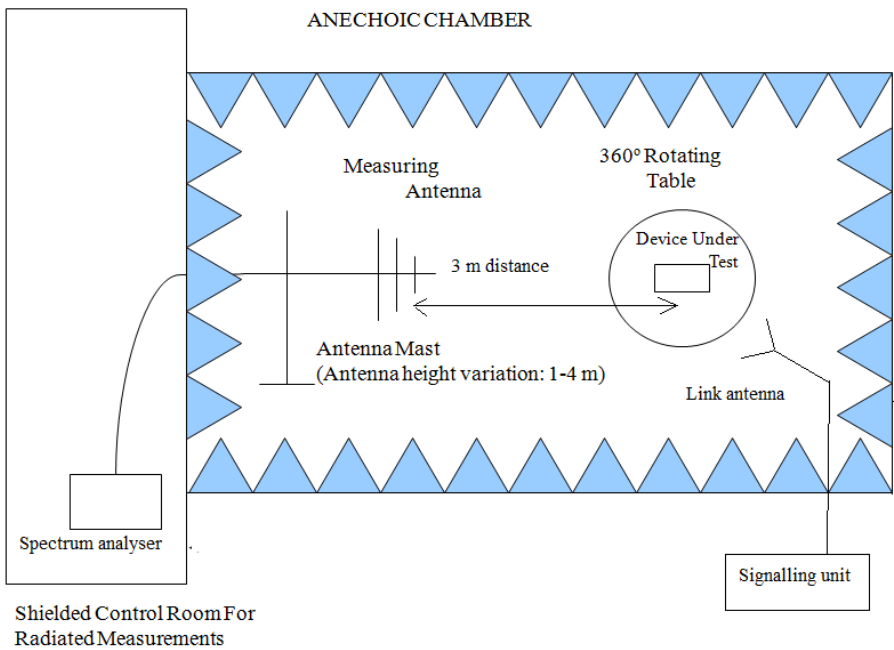 ANECHOIC CHAMBER
Measuring
Antenna
360º Rotating
Table
Device Under
Test
3 m distance
Antenna Mast
(Antenna height variation: 1-4 m)
Link antenna
Spectrum analyser
Signalling unit
Shielded Control Room For
Radiated Measurements